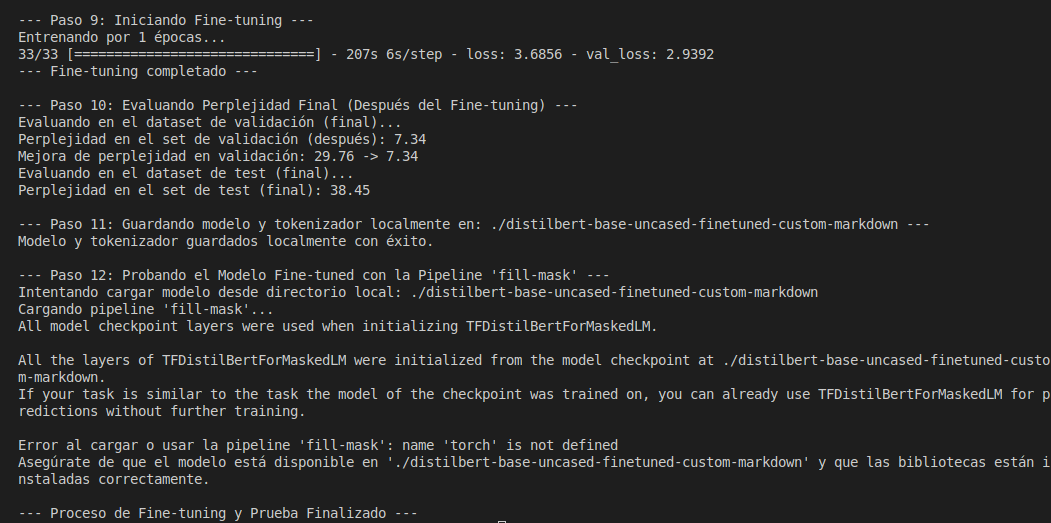 --- Paso 9: Iniciando Fine-tuning ---
Entrenando por 1 épocas...
33/33 [==============================] - 207s 6s/step - loss: 3.6856 - val_loss: 2.9392
--- Fine-tuning completado ---
--- Paso 10: Evaluando Perplejidad Final (Después del Fine-tuning) ---
Evaluando en el dataset de validación (final)...
Perplejidad en el set de validación (después): 7.34
Mejora de perplejidad en validación: 29.76 -> 7.34
Evaluando en el dataset de test (final)...
Perplejidad en el set de test (final): 38.45
--- Paso 11: Guardando modelo y tokenizador localmente en: ./distilbert-base-uncased-finetuned-custom-markdown ---
Modelo y tokenizador guardados localmente con éxito.
--- Paso 12: Probando el Modelo Fine-tuned con la Pipeline 'fill-mask' ---
Intentando cargar modelo desde directorio local: ./distilbert-base-uncased-finetuned-custom-markdown
Cargando pipeline 'fill-mask'...
All model checkpoint layers were used when initializing TFDistilBertForMaskedLM.
All the layers of TFDistilBertForMaskedLM were initialized from the model checkpoint at ./distilbert-base-uncased-finetuned-custo
m-markdown.
If your task is similar to the task the model of the checkpoint was trained on, you can already use TFDistilBertForMaskedLM for p
redictions without further training.
Error al cargar o usar la pipeline 'fill-mask': name 'torch' is not defined
Asegúrate de que el modelo está disponible en './distilbert-base-uncased-finetuned-custom-markdown' y que las bibliotecas están i
nstaladas correctamente.
--- Proceso de Fine-tuning y Prueba Finalizado ---